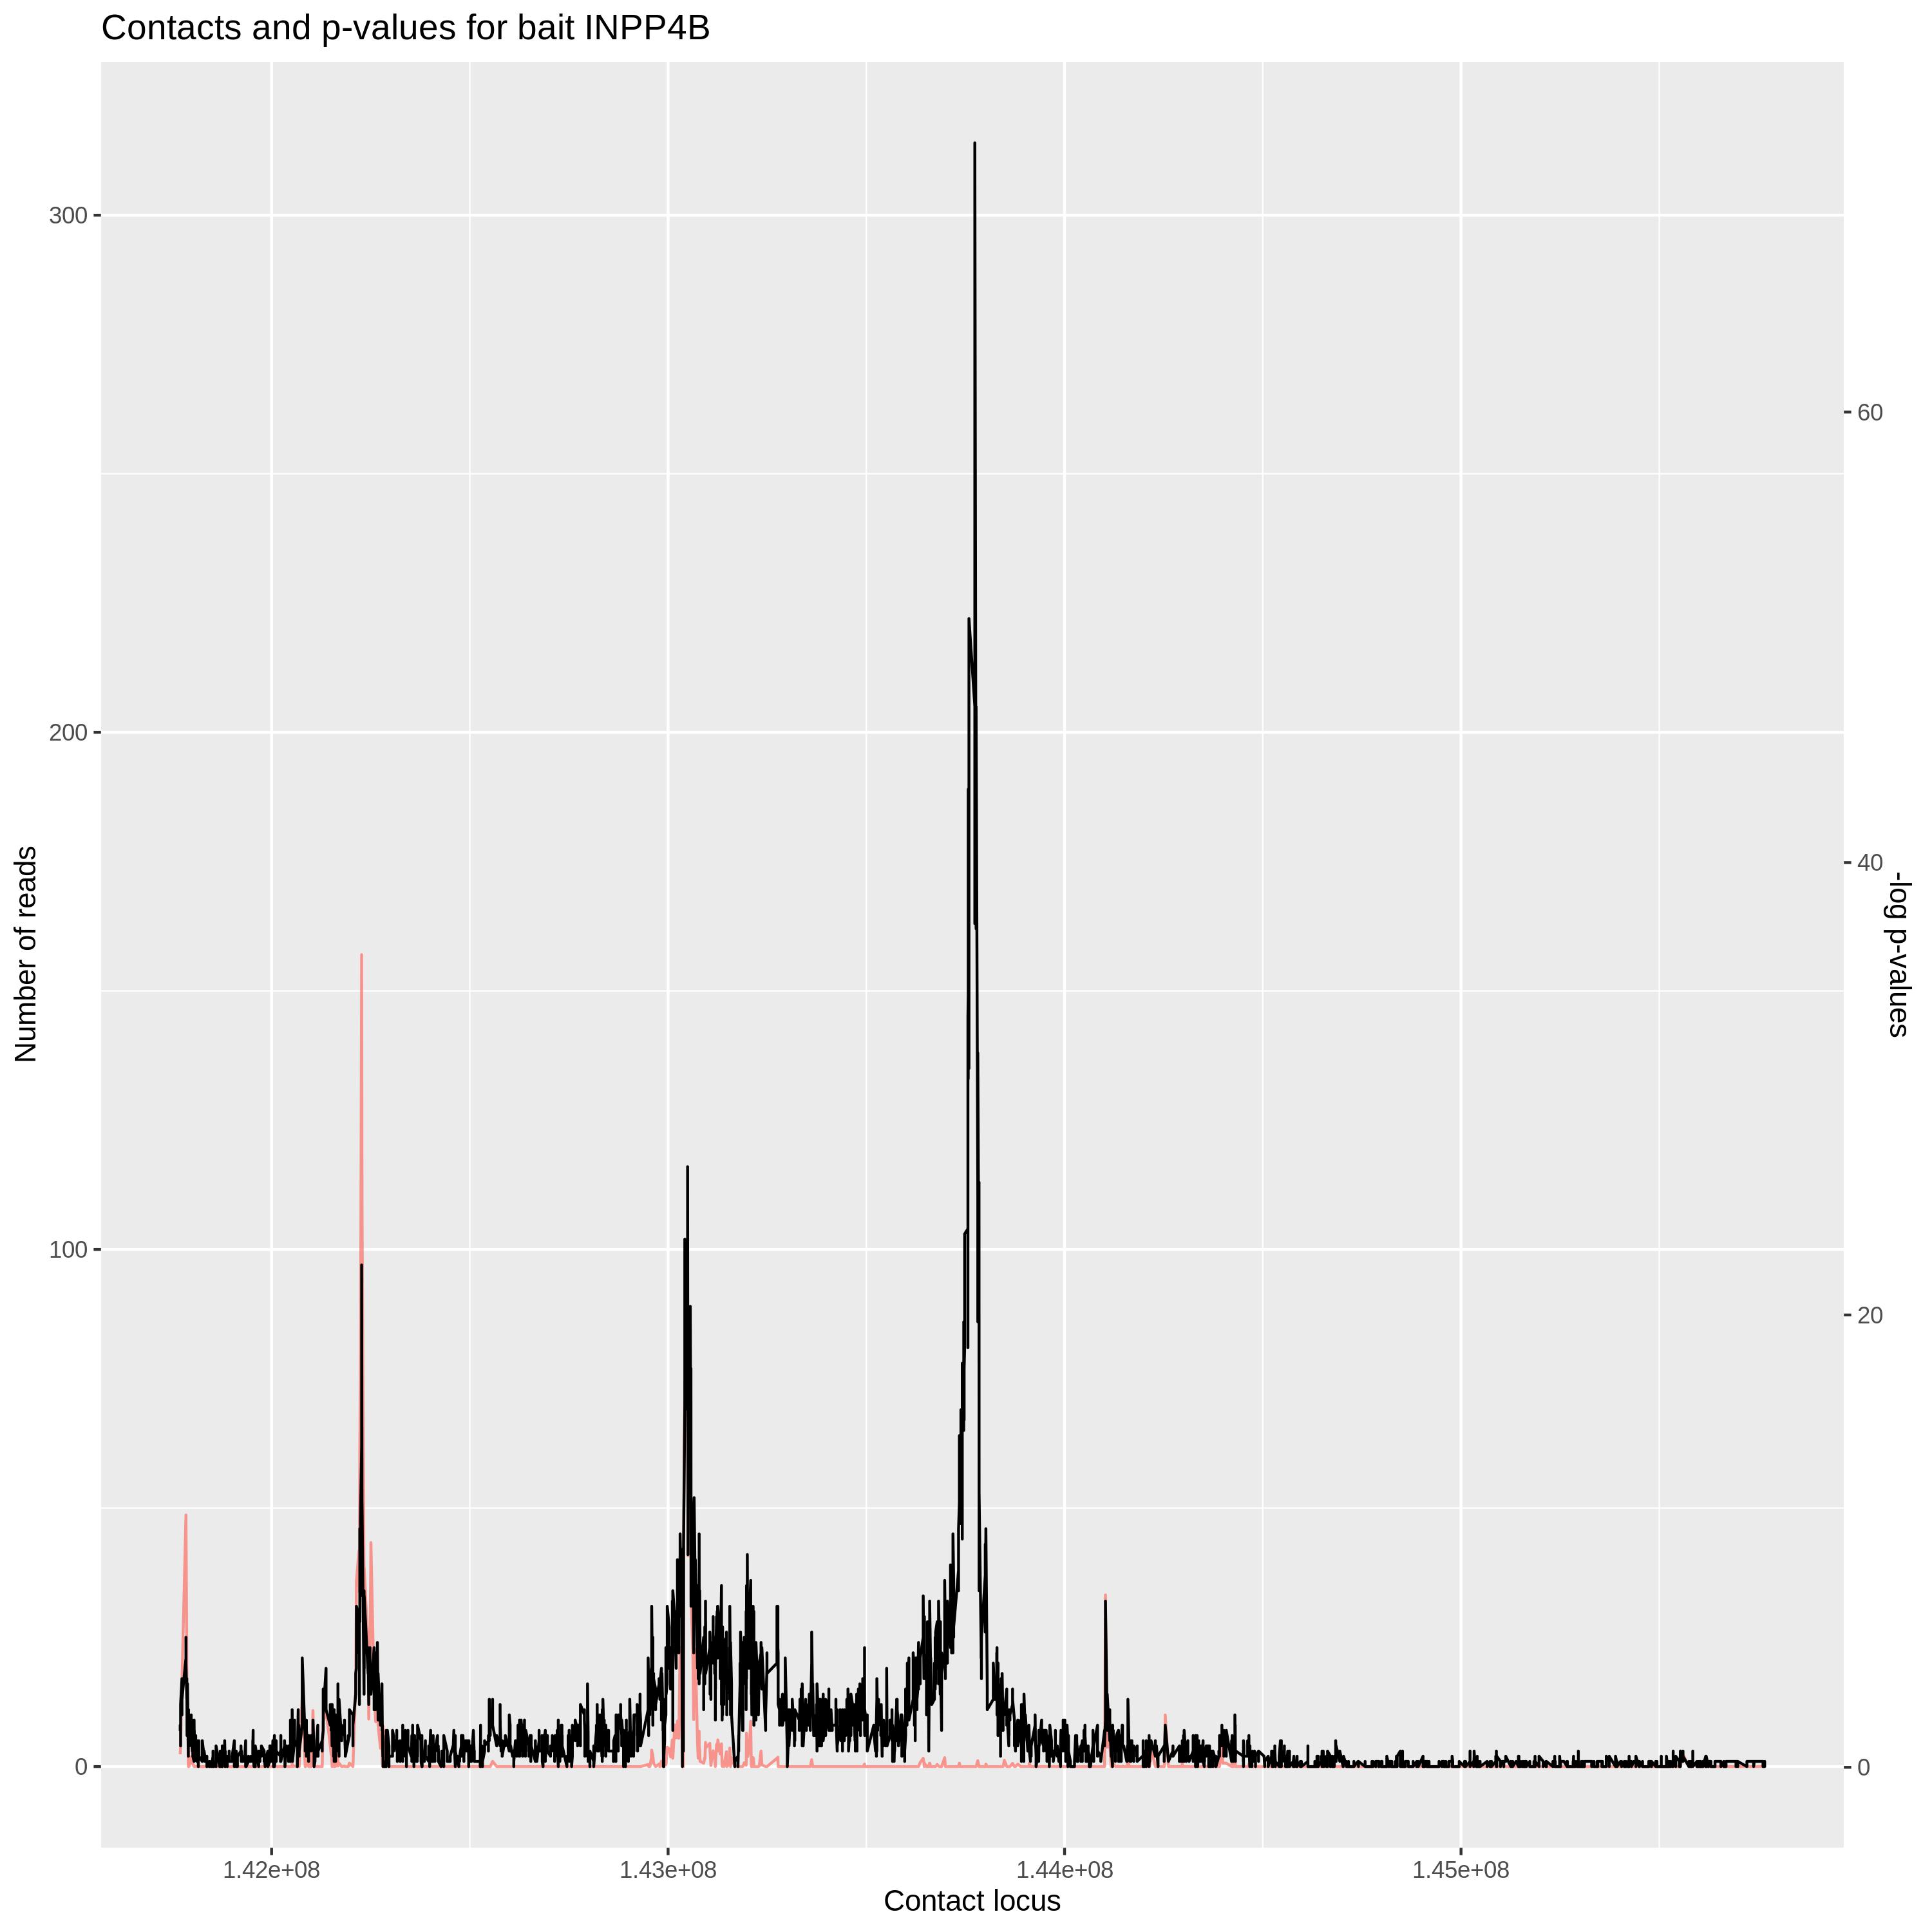 Contacts and p-values for bait INPP4B
300
200
100
0
Number of reads
60
40
20
0
-log p-values
1.42e+08
1.43e+08
1.44e+08
1.45e+08
Contact locus